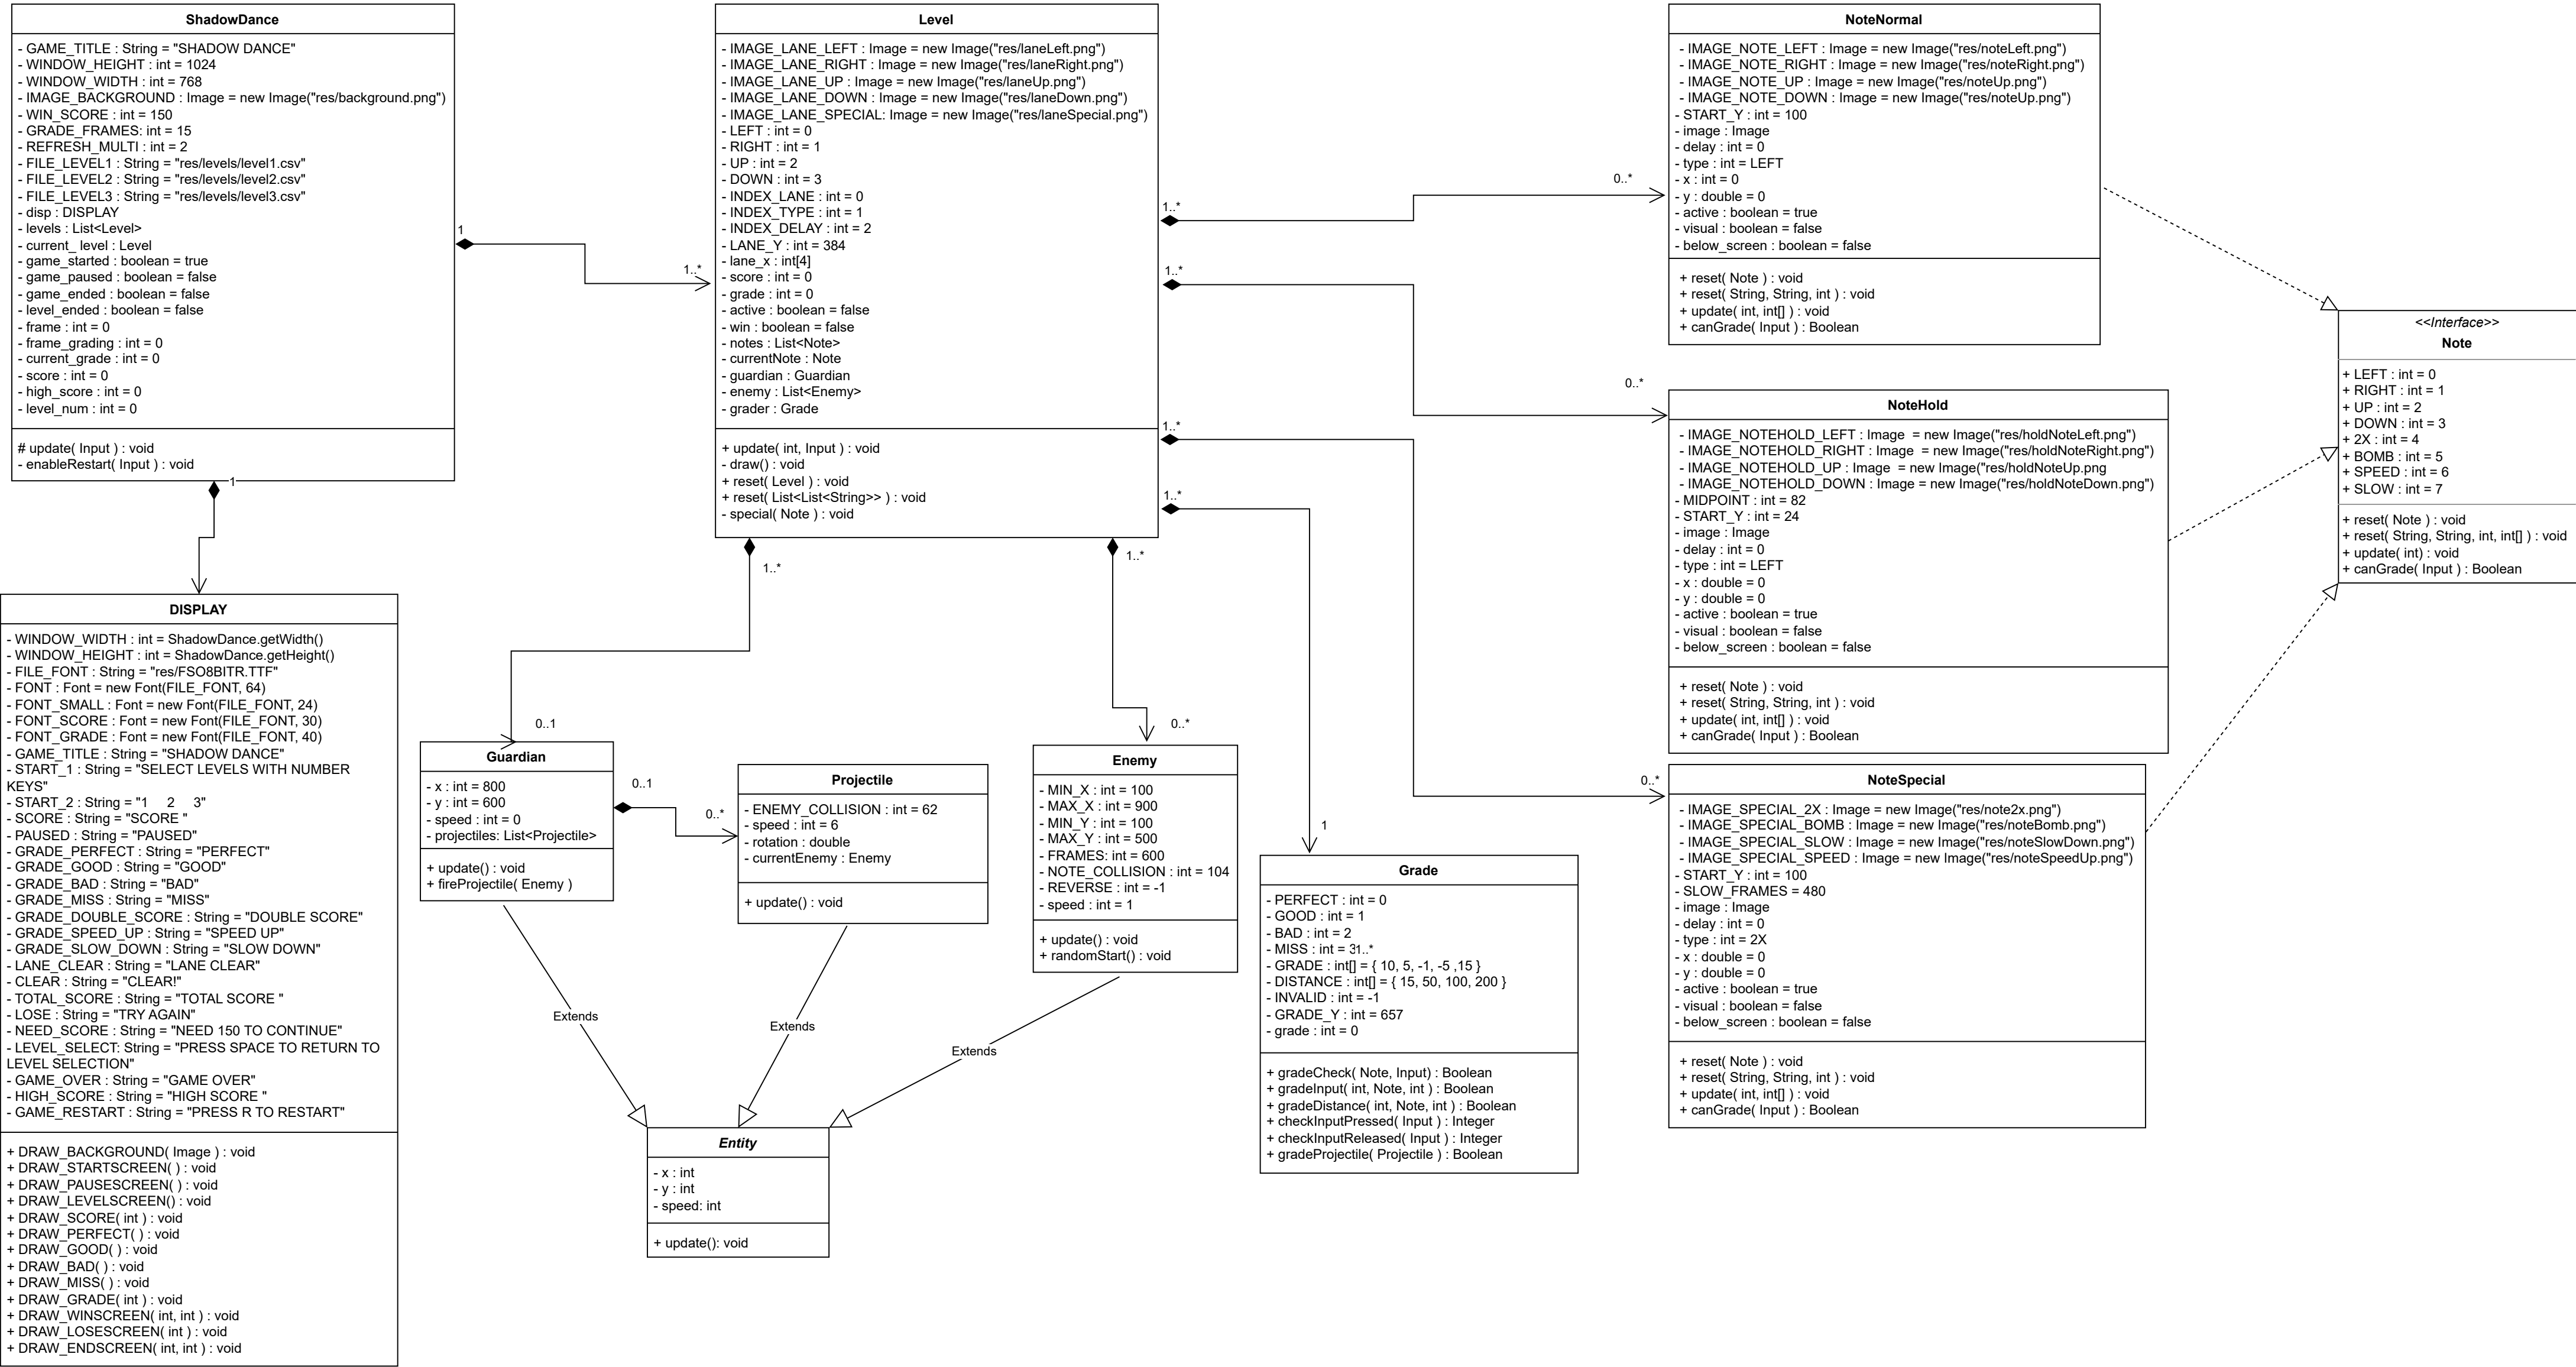 ShadowDance
- GAME_TITLE : String = "SHADOW DANCE"
- WINDOW_HEIGHT : int = 1024
- WINDOW_WIDTH : int = 768
- IMAGE_BACKGROUND : Image = new Image("res/background.png")
- WIN_SCORE : int = 150
- GRADE_FRAMES: int = 15
- REFRESH_MULTI : int = 2
- FILE_LEVEL1 : String = "res/levels/level1.csv"
- FILE_LEVEL2 : String = "res/levels/level2.csv"
- FILE_LEVEL3 : String = "res/levels/level3.csv"
- disp : DISPLAY
- levels : List<Level>
- current_ level : Level
- game_started : boolean = true
- game_paused : boolean = false
- game_ended : boolean = false
- level_ended : boolean = false
- frame : int = 0
- frame_grading : int = 0
- current_grade : int = 0
- score : int = 0
- high_score : int = 0
- level_num : int = 0
# update( Input ) : void
- enableRestart( Input ) : void
1
1
1..*
Level
- IMAGE_LANE_LEFT : Image = new Image("res/laneLeft.png")
- IMAGE_LANE_RIGHT : Image = new Image("res/laneRight.png")
- IMAGE_LANE_UP : Image = new Image("res/laneUp.png")
- IMAGE_LANE_DOWN : Image = new Image("res/laneDown.png")
- IMAGE_LANE_SPECIAL: Image = new Image("res/laneSpecial.png")
- LEFT : int = 0
- RIGHT : int = 1
- UP : int = 2
- DOWN : int = 3
- INDEX_LANE : int = 0
- INDEX_TYPE : int = 1
- INDEX_DELAY : int = 2
- LANE_Y : int = 384
- lane_x : int[4]
- score : int = 0
- grade : int = 0
- active : boolean = false
- win : boolean = false
- notes : List<Note>
- currentNote : Note
- guardian : Guardian
- enemy : List<Enemy>
- grader : Grade
+ update( int, Input ) : void
- draw() : void
+ reset( Level ) : void
+ reset( List<List<String>> ) : void
- special( Note ) : void
1..*
1..*
1..*
1..*
1..*
1..*
0..*
0..*
0..*
0..1
0..*
1
NoteNormal
- IMAGE_NOTE_LEFT : Image = new Image("res/noteLeft.png")
- IMAGE_NOTE_RIGHT : Image = new Image("res/noteRight.png")
- IMAGE_NOTE_UP : Image = new Image("res/noteUp.png")
- IMAGE_NOTE_DOWN : Image = new Image("res/noteUp.png")
- START_Y : int = 100
- image : Image
- delay : int = 0
- type : int = LEFT
- x : int = 0
- y : double = 0
- active : boolean = true
- visual : boolean = false
- below_screen : boolean = false
+ reset( Note ) : void
+ reset( String, String, int ) : void
+ update( int, int[] ) : void
+ canGrade( Input ) : Boolean
<<Interface>>
Note
+ LEFT : int = 0
+ RIGHT : int = 1
+ UP : int = 2
+ DOWN : int = 3
+ 2X : int = 4
+ BOMB : int = 5
+ SPEED : int = 6
+ SLOW : int = 7
+ reset( Note ) : void
+ reset( String, String, int, int[] ) : void
+ update( int) : void
+ canGrade( Input ) : Boolean
NoteHold
- IMAGE_NOTEHOLD_LEFT : Image  = new Image("res/holdNoteLeft.png")
- IMAGE_NOTEHOLD_RIGHT : Image  = new Image("res/holdNoteRight.png")
- IMAGE_NOTEHOLD_UP : Image  = new Image("res/holdNoteUp.png
- IMAGE_NOTEHOLD_DOWN : Image = new Image("res/holdNoteDown.png")
- MIDPOINT : int = 82
- START_Y : int = 24
- image : Image
- delay : int = 0
- type : int = LEFT
- x : double = 0
- y : double = 0
- active : boolean = true
- visual : boolean = false
- below_screen : boolean = false
+ reset( Note ) : void
+ reset( String, String, int ) : void
+ update( int, int[] ) : void
+ canGrade( Input ) : Boolean
NoteSpecial
- IMAGE_SPECIAL_2X : Image = new Image("res/note2x.png")
- IMAGE_SPECIAL_BOMB : Image = new Image("res/noteBomb.png")
- IMAGE_SPECIAL_SLOW : Image = new Image("res/noteSlowDown.png")
- IMAGE_SPECIAL_SPEED : Image = new Image("res/noteSpeedUp.png")
- START_Y : int = 100
- SLOW_FRAMES = 480
- image : Image
- delay : int = 0
- type : int = 2X
- x : double = 0
- y : double = 0
- active : boolean = true
- visual : boolean = false
- below_screen : boolean = false
+ reset( Note ) : void
+ reset( String, String, int ) : void
+ update( int, int[] ) : void
+ canGrade( Input ) : Boolean
DISPLAY
- WINDOW_WIDTH : int = ShadowDance.getWidth()
- WINDOW_HEIGHT : int = ShadowDance.getHeight()
- FILE_FONT : String = "res/FSO8BITR.TTF"
- FONT : Font = new Font(FILE_FONT, 64)
- FONT_SMALL : Font = new Font(FILE_FONT, 24)
- FONT_SCORE : Font = new Font(FILE_FONT, 30)
- FONT_GRADE : Font = new Font(FILE_FONT, 40)
- GAME_TITLE : String = "SHADOW DANCE"
- START_1 : String = "SELECT LEVELS WITH NUMBER
KEYS"
- START_2 : String = "1     2     3"
- SCORE : String = "SCORE "
- PAUSED : String = "PAUSED"
- GRADE_PERFECT : String = "PERFECT"
- GRADE_GOOD : String = "GOOD"
- GRADE_BAD : String = "BAD"
- GRADE_MISS : String = "MISS"
- GRADE_DOUBLE_SCORE : String = "DOUBLE SCORE"
- GRADE_SPEED_UP : String = "SPEED UP"
- GRADE_SLOW_DOWN : String = "SLOW DOWN"
- LANE_CLEAR : String = "LANE CLEAR"
- CLEAR : String = "CLEAR!"
- TOTAL_SCORE : String = "TOTAL SCORE "
- LOSE : String = "TRY AGAIN"
- NEED_SCORE : String = "NEED 150 TO CONTINUE"
- LEVEL_SELECT: String = "PRESS SPACE TO RETURN TO
LEVEL SELECTION"
- GAME_OVER : String = "GAME OVER"
- HIGH_SCORE : String = "HIGH SCORE "
- GAME_RESTART : String = "PRESS R TO RESTART"
+ DRAW_BACKGROUND( Image ) : void
+ DRAW_STARTSCREEN( ) : void
+ DRAW_PAUSESCREEN( ) : void
+ DRAW_LEVELSCREEN() : void
+ DRAW_SCORE( int ) : void
+ DRAW_PERFECT( ) : void
+ DRAW_GOOD( ) : void
+ DRAW_BAD( ) : void
+ DRAW_MISS( ) : void
+ DRAW_GRADE( int ) : void
+ DRAW_WINSCREEN( int, int ) : void
+ DRAW_LOSESCREEN( int ) : void
+ DRAW_ENDSCREEN( int, int ) : void
Guardian
- x : int = 800
- y : int = 600
- speed : int = 0
- projectiles: List<Projectile>
+ update() : void
+ fireProjectile( Enemy )
0..1
0..*
Projectile
- ENEMY_COLLISION : int = 62
- speed : int = 6
- rotation : double
- currentEnemy : Enemy
+ update() : void
Enemy
- MIN_X : int = 100
- MAX_X : int = 900
- MIN_Y : int = 100
- MAX_Y : int = 500
- FRAMES: int = 600
- NOTE_COLLISION : int = 104
- REVERSE : int = -1
- speed : int = 1
+ update() : void
+ randomStart() : void
Grade
- PERFECT : int = 0
- GOOD : int = 1
- BAD : int = 2
- MISS : int = 31..*
- GRADE : int[] = { 10, 5, -1, -5 ,15 }
- DISTANCE : int[] = { 15, 50, 100, 200 }
- INVALID : int = -1
- GRADE_Y : int = 657
- grade : int = 0
+ gradeCheck( Note, Input) : Boolean
+ gradeInput( int, Note, int ) : Boolean
+ gradeDistance( int, Note, int ) : Boolean
+ checkInputPressed( Input ) : Integer
+ checkInputReleased( Input ) : Integer
+ gradeProjectile( Projectile ) : Boolean
Extends
Extends
Extends
Entity
- x : int
- y : int
- speed: int
+ update(): void